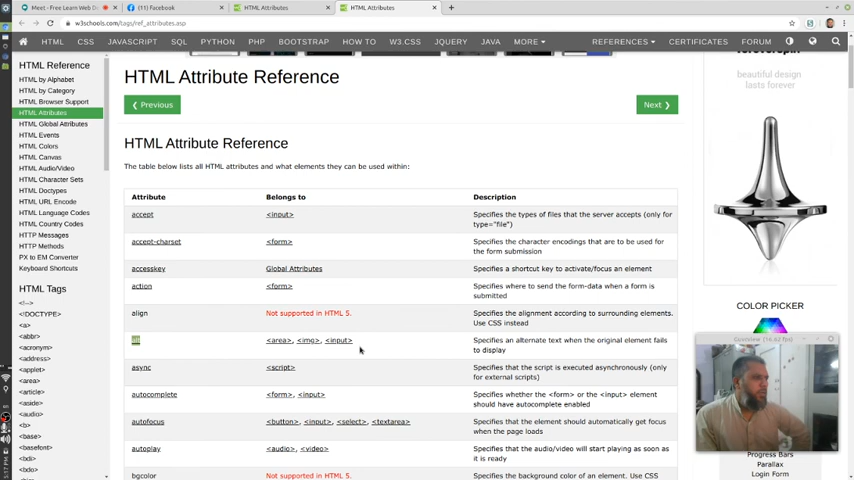 Meet - Free Learn Web D
(11) Facebook
HTML Attributes
HTML Attributes
w3schools.com/tags/ref_attributes.asp
HTML CSS JAVASCRIPT SQL PYTHON PHP BOOTSTRAP HOW TO W3.CSS JQUERY JAVA MORE REFERENCES CERTIFICATES FORUM
HTML Reference
HTML by Alphabet
HTML by Category
HTML Browser Support
HTML Attributes
HTML Global Attributes
HTML Events
HTML Colors
HTML Canvas
HTML Audio/Video
HTML Character Sets
HTML Doctypes
HTML URL Encode
HTML Language Codes
HTML Country Codes
HTTP Messages
HTTP Methods
PX to EM Converter
Keyboard Shortcuts
HTML Tags
<!-->
<!DOCTYPE>
<a>
<abbr>
<acronym>
<address>
<applet>
<area>
<article>
<aside>
<audio>
<b>
<base>
<basefont>
<bdi>
<bdo>
HTML Attribute Reference
❮ Previous
Next ❯
HTML Attribute Reference
The table below lists all HTML attributes and what elements they can be used within:
Attribute Belongs to Description
accept <input> Specifies the types of files that the server accepts (only for
type="file")
accept-charset <form> Specifies the character encodings that are to be used for
the form submission
accesskey Global Attributes Specifies a shortcut key to activate/focus an element
action <form> Specifies where to send the form-data when a form is
submitted
align Not supported in HTML 5. Specifies the alignment according to surrounding elements.
Use CSS instead
alt <area>, <img>, <input> Specifies an alternate text when the original element fails
to display
async <script> Specifies that the script is executed asynchronously (only
for external scripts)
autocomplete <form>, <input> Specifies whether the <form> or the <input> element
should have autocomplete enabled
autofocus <button>, <input>, <select>, <textarea> Specifies that the element should automatically get focus
when the page loads
autoplay <audio>, <video> Specifies that the audio/video will start playing as soon as
it is ready
bgcolor Not supported in HTML 5. Specifies the background color of an element. Use CSS
beautiful design
lasts forever
COLOR PICKER
Progress Bars
Parallax
Login Form
5:17 PM